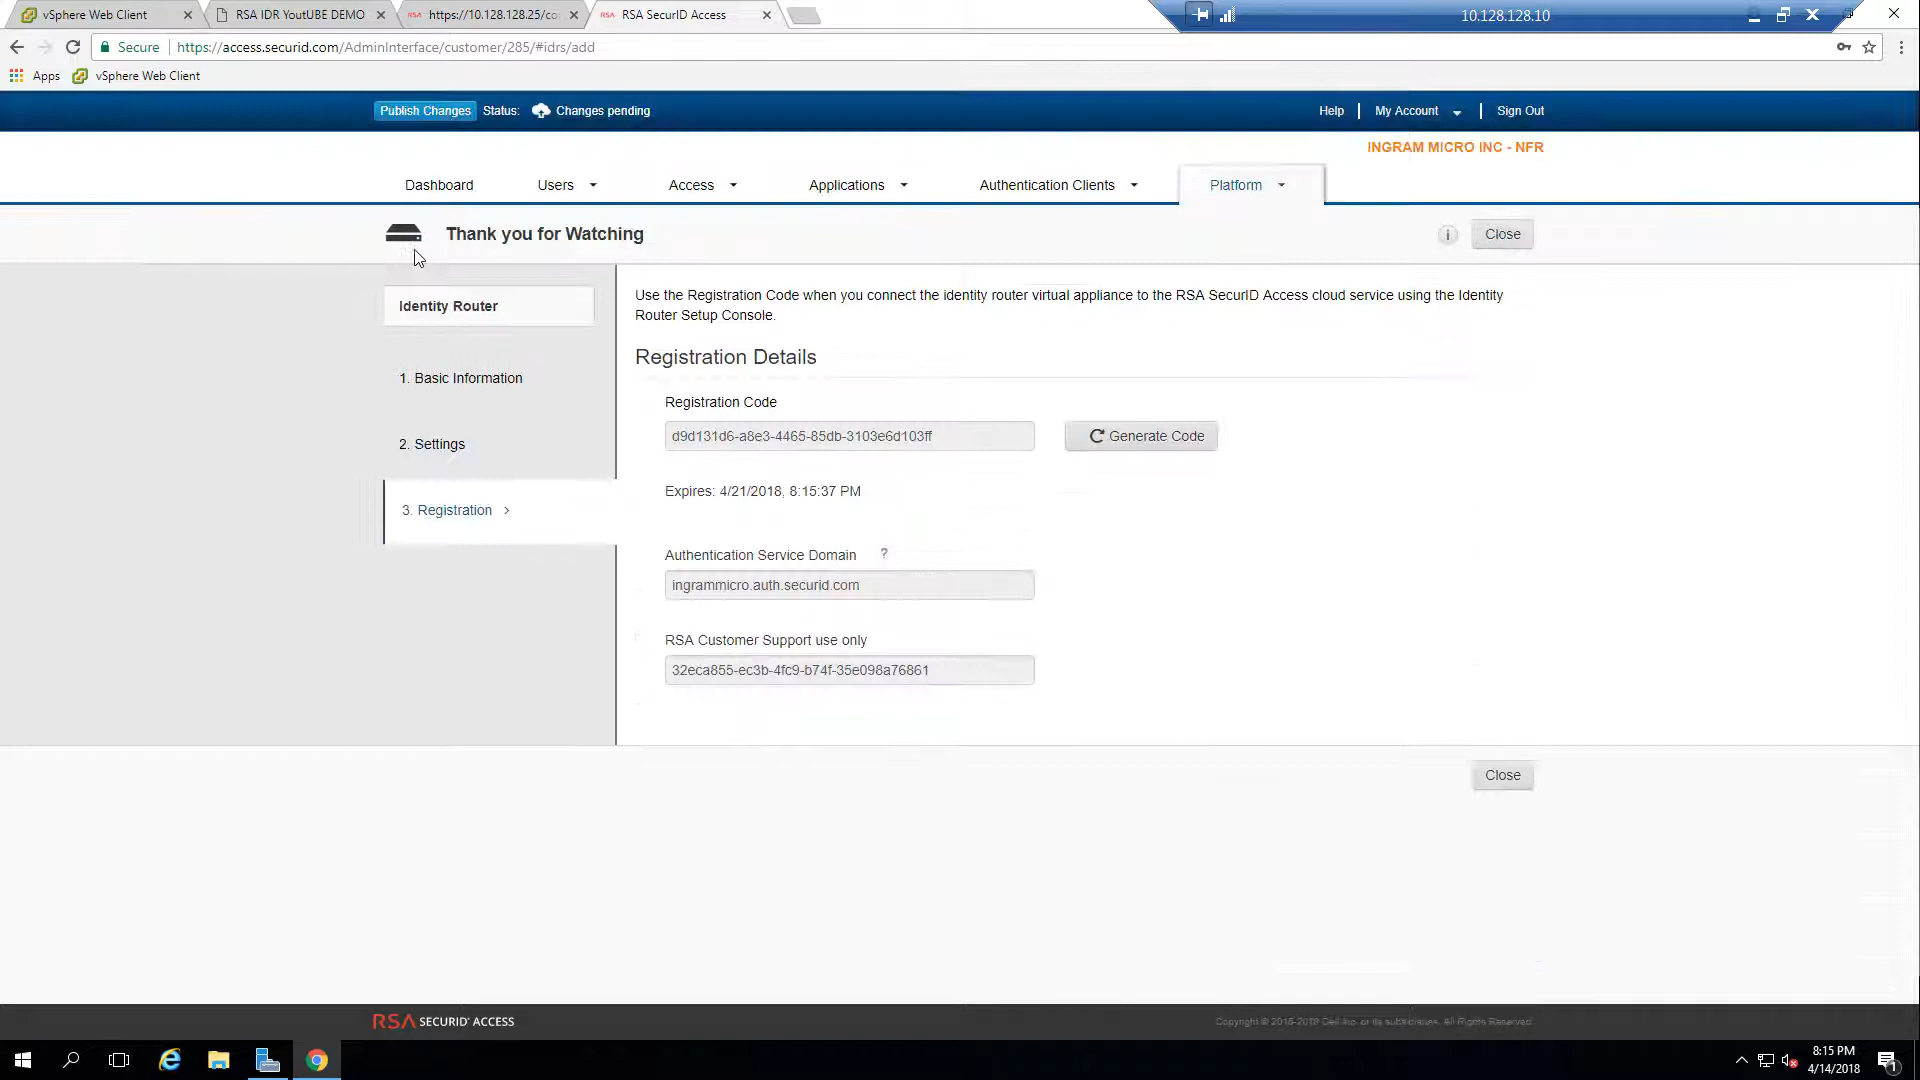 vSphere Web Client
RSA IDR YoutUBE DEMO
RSA https://10.128.128.25/co
RSA RSA SecurID Access
10.128.128.10
Secure https://access.securid.com/AdminInterface/customer/285/#idrs/add
Apps vSphere Web Client
Publish Changes Status: Changes pending Help My Account Sign Out
INGRAM MICRO INC - NFR
Dashboard Users Access Applications Authentication Clients Platform
Thank you for Watching i Close
Identity Router
1. Basic Information
2. Settings
3. Registration >
Use the Registration Code when you connect the identity router virtual appliance to the RSA SecurID Access cloud service using the Identity
Router Setup Console.
Registration Details
Registration Code
d9d131d6-a8e3-4465-85db-3103e6d103ff Generate Code
Expires: 4/21/2018, 8:15:37 PM
Authentication Service Domain ?
ingrammicro.auth.securid.com
RSA Customer Support use only
32eca855-ec3b-4fc9-b74f-35e098a76861
Close
RSA SECURID® ACCESS Copyright © 2015-2018 Dell Inc. or its subsidiaries. All Rights Reserved.
8:15 PM
4/14/2018
1